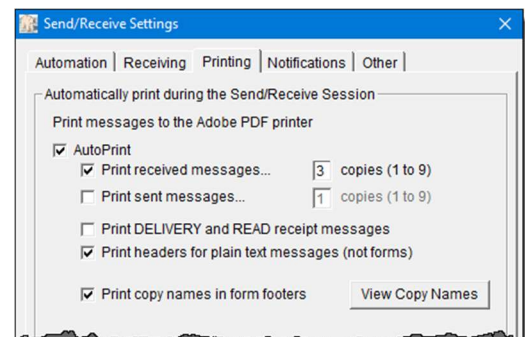 Send/Receive Settings
Automation Receiving Printing Notifications Other
Automatically print during the Send/Receive Session
Print messages to the Adobe PDF printer
AutoPrint
Print received messages... 3 copies (1 to 9)
Print sent messages... 1 copies (1 to 9)
Print DELIVERY and READ receipt messages
Print headers for plain text messages (not forms)
Print copy names in form footers View Copy Names